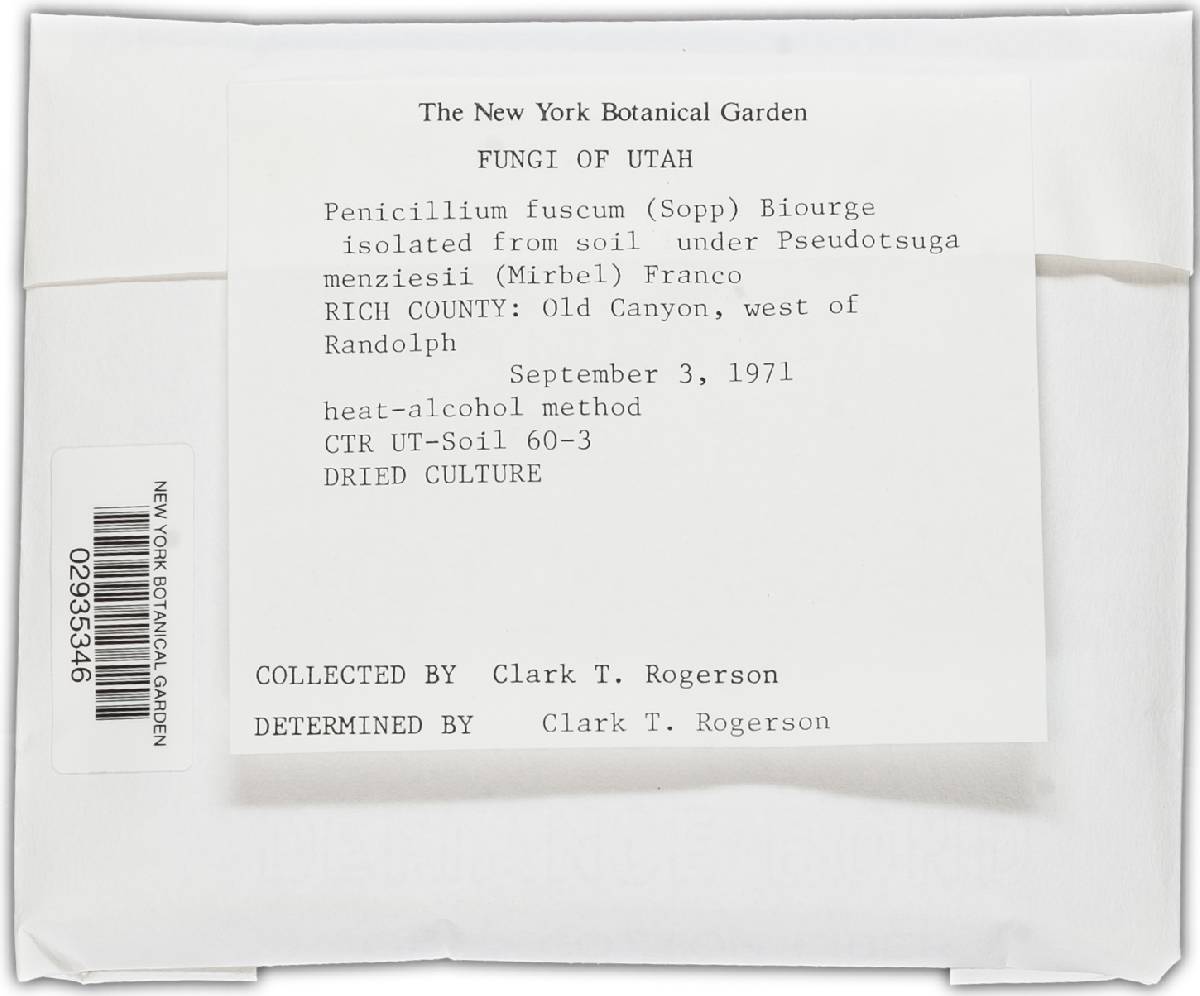 The New York Botanical Garden
FUNGI OF UTAH
Penicillium fuscum (Sopp) Biourge
isolated from soil under Pseudotsuga
menziesii (Mirbel) Franco
RICH COUNTY: Old Canyon, west of
Randolph
September 3, 1971
heat-alcohol method
CTR UT-Soil 60-3
DRIED CULTURE
COLLECTED BY Clark T. Rogerson
DETERMINED BY Clark T. Rogerson
NEW YORK BOTANICAL GARDEN
02935346